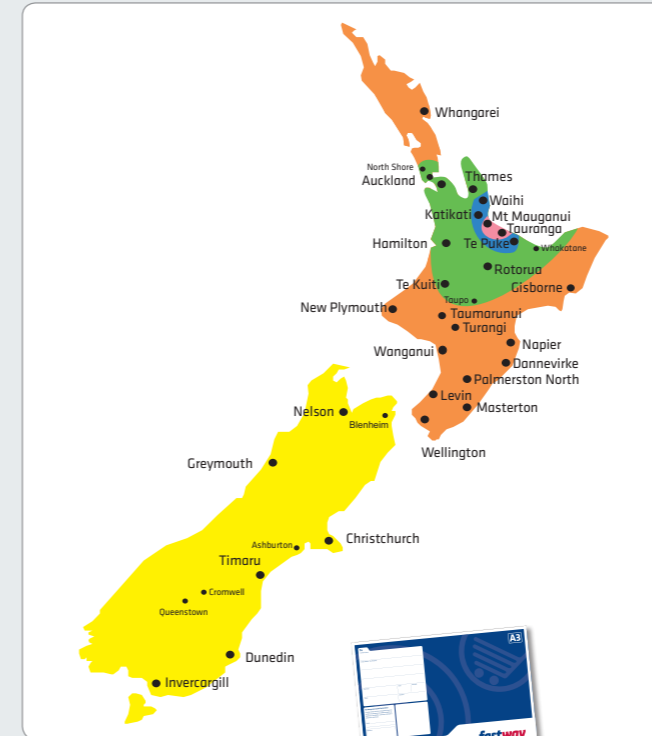 Whangarei
North Shore
Auckland
Thames
Waihi
Katikati
Mt Mauganui
Tauranga
Hamilton
Te Puke
Whakatane
Rotorua
Te Kuiti
Gisborne
Taupo
New Plymouth
Taumarunui
Turangi
Napier
Wanganui
Dannevirke
Palmerston North
Levin
Masterton
Nelson
Blenheim
Wellington
Greymouth
Christchurch
Ashburton
Timaru
Cromwell
Queenstown
Dunedin
Invercargill
A3
fastway